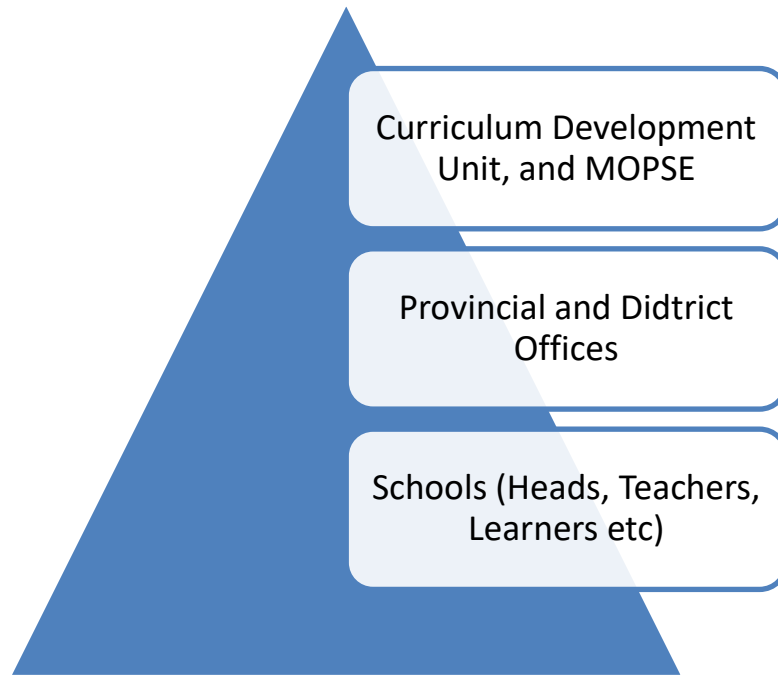 Curriculum Development
Unit, and MOPSE
Provincial and Didtrict
Offices
Schools (Heads, Teachers,
Learners etc)